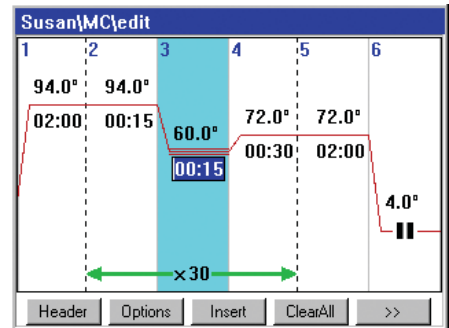 Susan\MC\edit
1 2 3 4 5 6
94.0° 94.0° 60.0° 72.0° 72.0° 4.0°
02:00 00:15 00:15 00:30 02:00
×30
Header Options Insert ClearAll >>